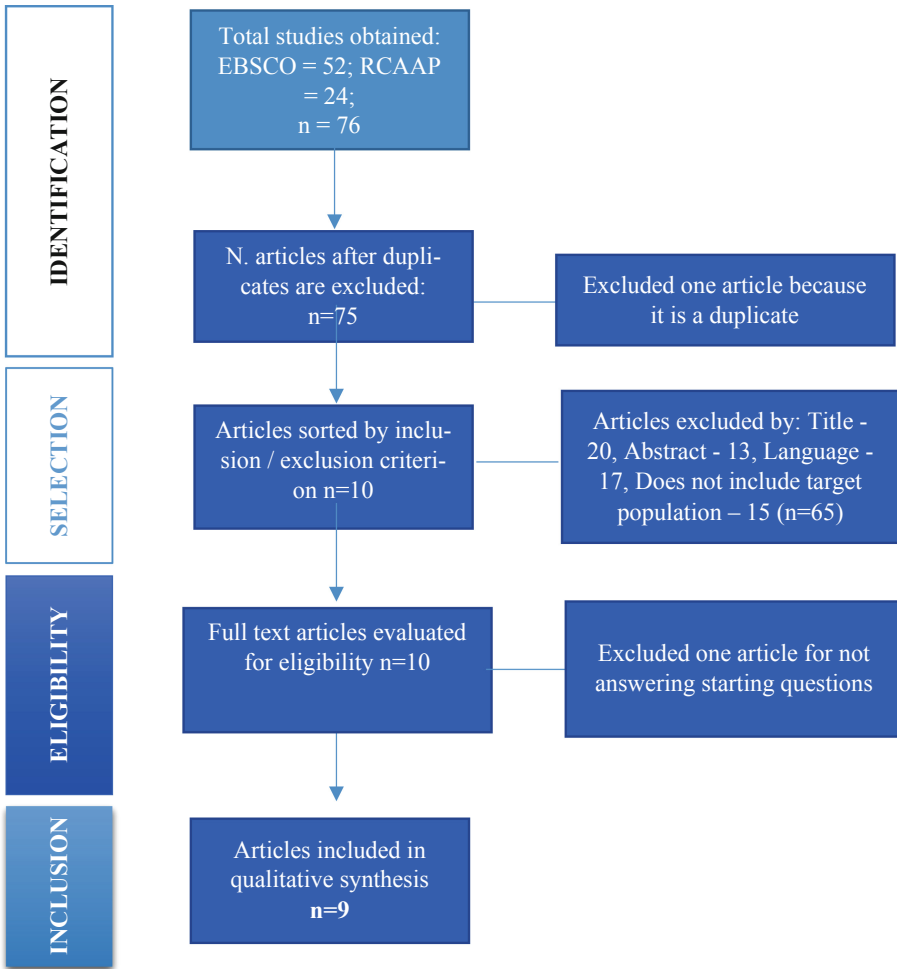 IDENTIFICATION
Total studies obtained:
EBSCO = 52; RCAAP
= 24;
n = 76
N. articles after dupli-
cates are excluded:
n=75
Excluded one article because
it is a duplicate
SELECTION
Articles sorted by inclu-
sion / exclusion criteri-
on n=10
Articles excluded by: Title -
20, Abstract - 13, Language -
17, Does not include target
population – 15 (n=65)
ELIGIBILITY
Full text articles evaluated
for eligibility n=10
Excluded one article for not
answering starting questions
INCLUSION
Articles included in
qualitative synthesis
n=9